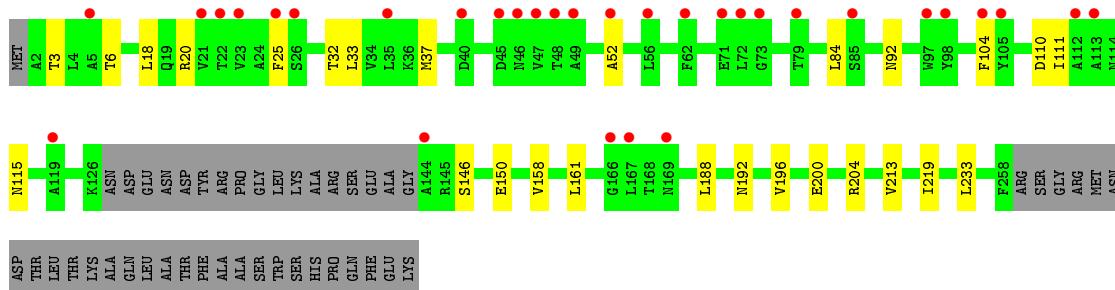 MET A2 T3 L4 A5 T6 L18 Q19 R20 V21 T22 V23 A24 F25 S26 T32 L33 V34 L35 K36 M37 D40 D45 N46 V47 T48 A49 A52 L56 F62 E71 L72 G73 T79 L84 S85 N92 W97 Y98 F104 Y105 D110 I111 A112 A113 N114
N115 A119 K126 ASN ASP GLU ASN ASP TYR ARG PRO GLY LEU LYS ALA ARG SER GLU ALA GLY A144 R145 S146 E150 V158 L161 G166 L167 T168 N169 L188 N192 V196 E200 R204 V213 I219 L233 F258 ARG SER GLY ARG MET ASN
ASP THR LEU THR LYS ALA GLN LEU ALA THR PHE ALA ALA SER TRP SER HIS PRO GLN PHE GLU LYS